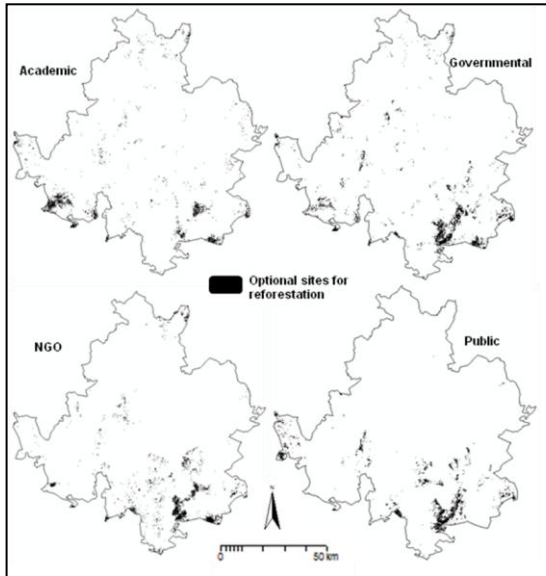 Academic
Governmental
Optional sites for
reforestation
NGO
Public
N
0
50 km